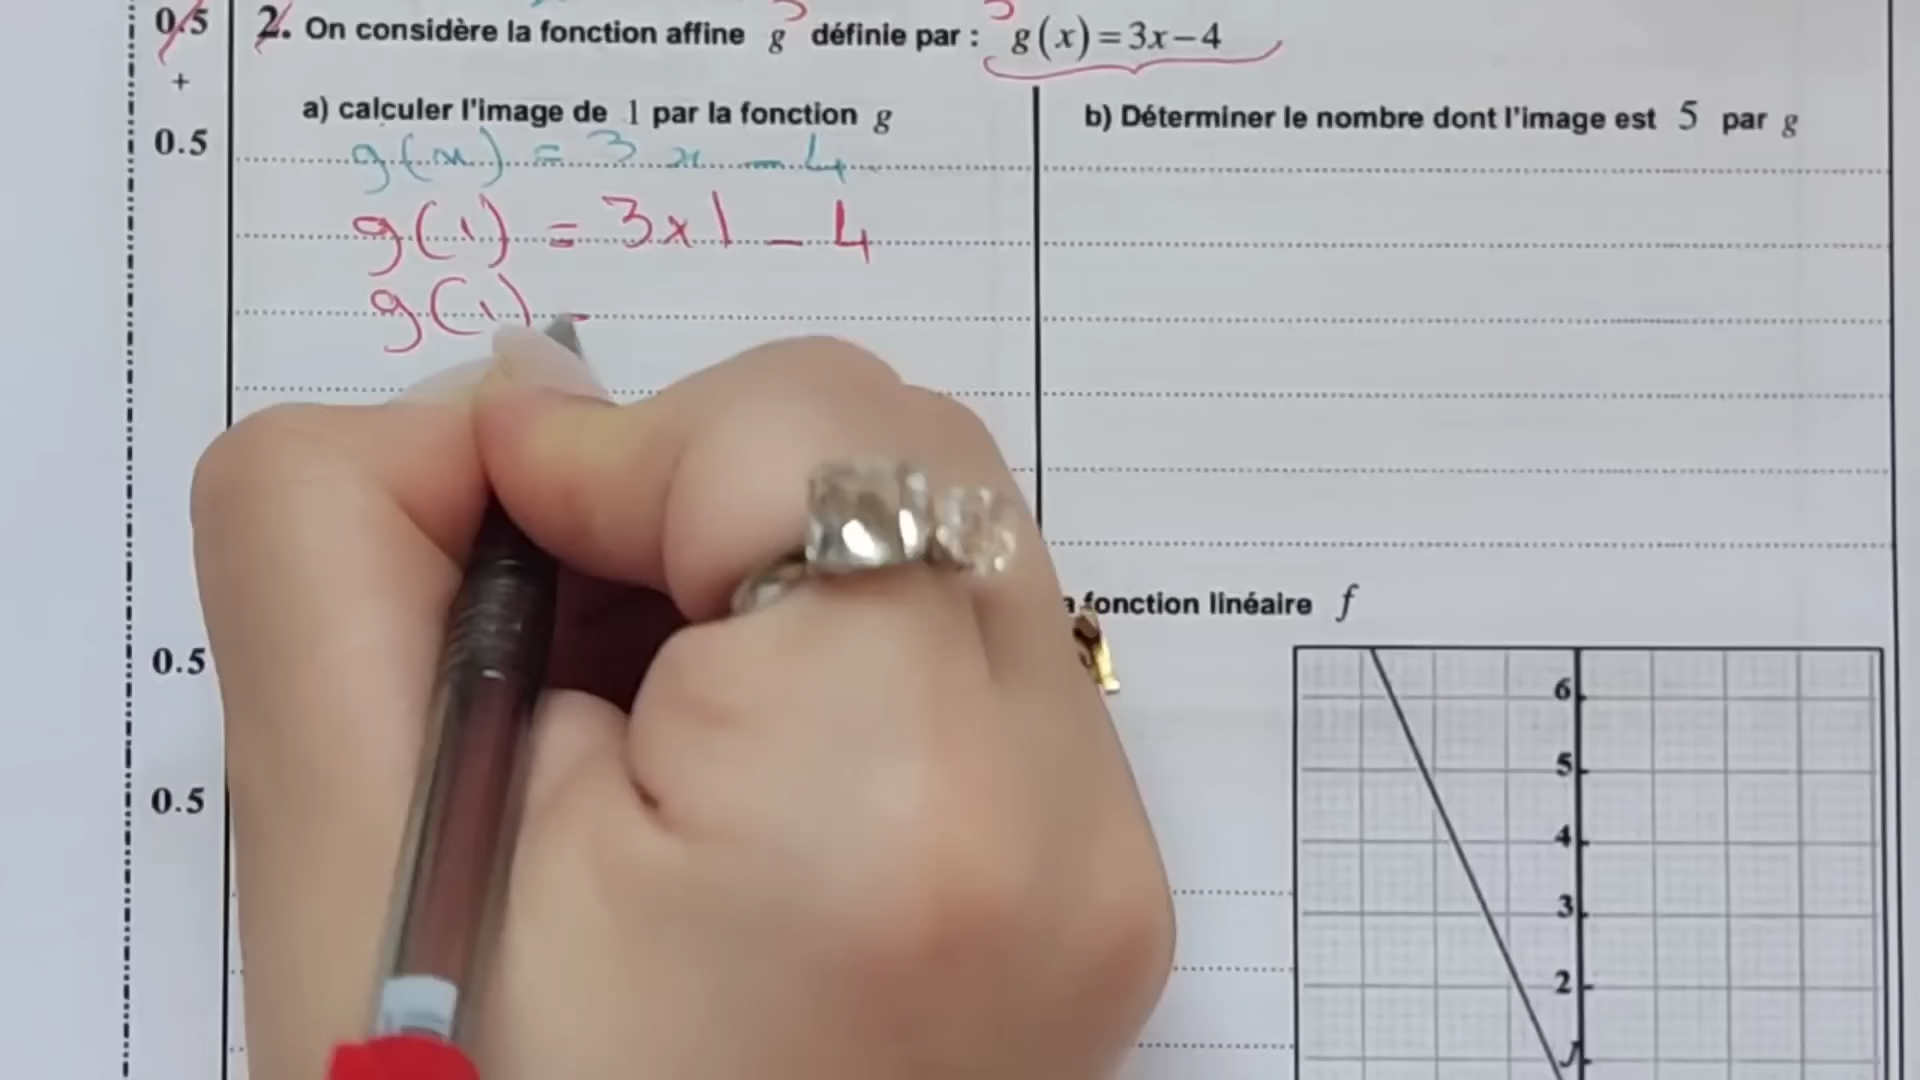 0.5
2. On considère la fonction affine g définie par : g(x)=3x-4
+
0.5
a) calculer l'image de 1 par la fonction g
g(x) = 3x - 4
g(1) = 3x1 - 4
g(1) -
b) Déterminer le nombre dont l'image est 5 par g
fonction linéaire f
0.5
0.5
6
5
4
3
2